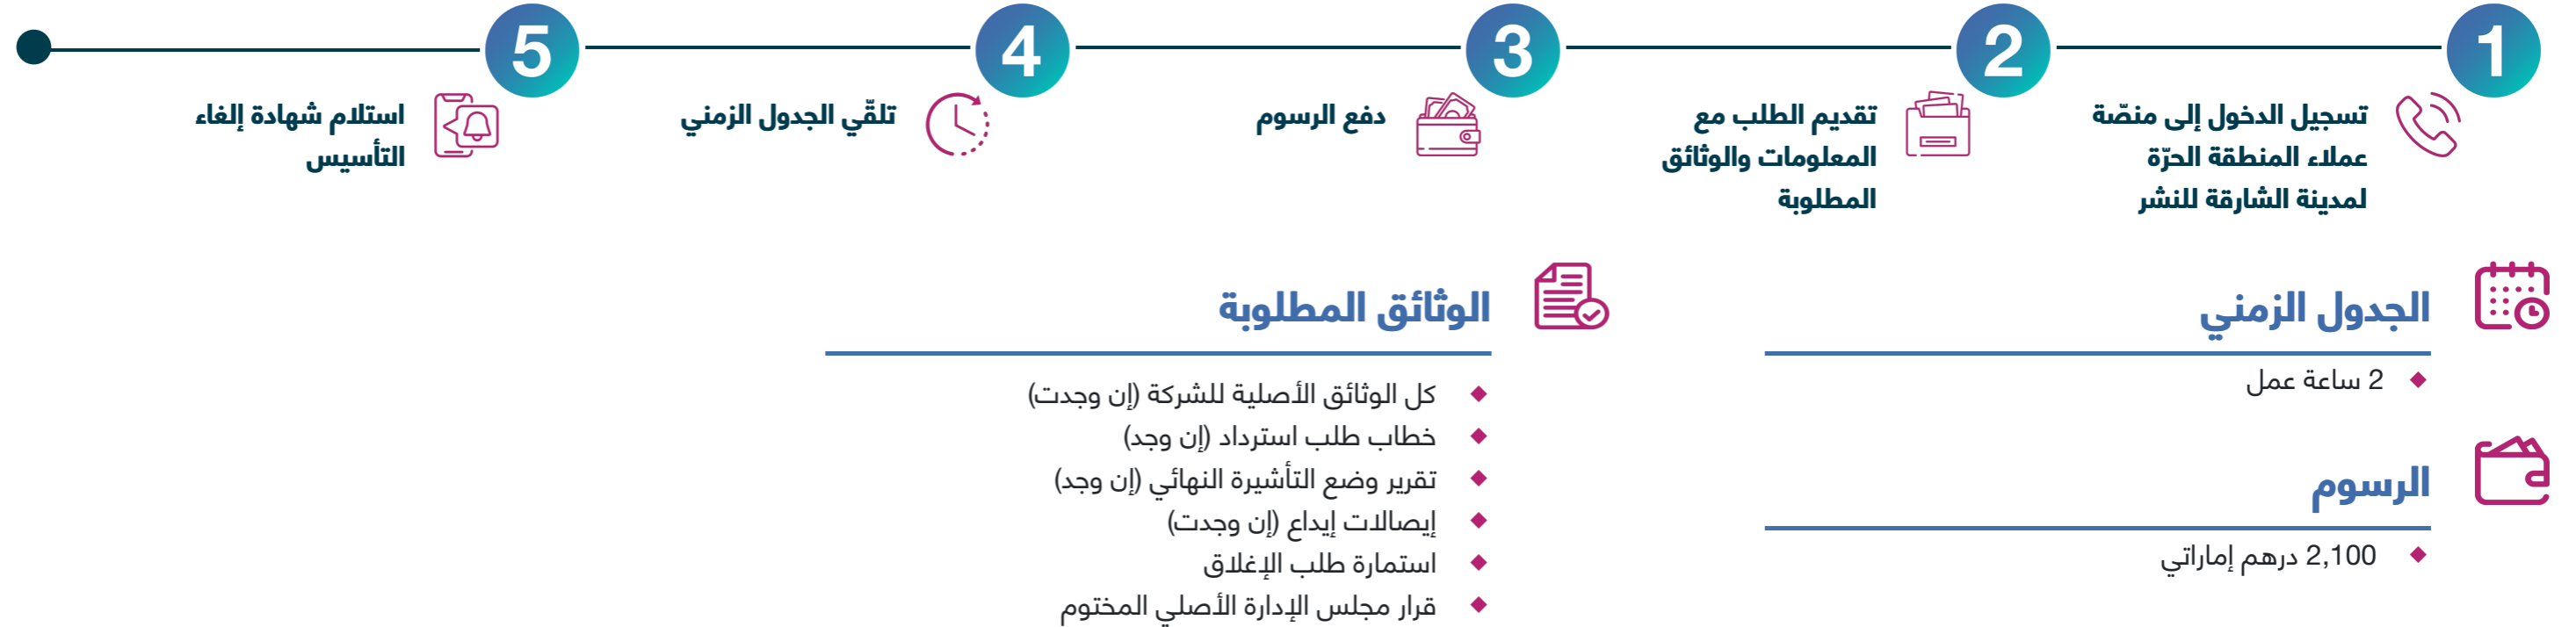 1
تسجيل الدخول إلى منصّة
عملاء المنطقة الحرّة
لمدينة الشارقة للنشر
2
تقديم الطلب مع
المعلومات والوثائق
المطلوبة
3
دفع الرسوم
4
تلقّي الجدول الزمني
5
استلام شهادة إلغاء
التأسيس
الجدول الزمني
2 ساعة عمل
الرسوم
2,100 درهم إماراتي
الوثائق المطلوبة
كل الوثائق الأصلية للشركة (إن وجدت)
خطاب طلب استرداد (إن وجد)
تقرير وضع التأشيرة النهائي (إن وجد)
إيصالات إيداع (إن وجدت)
استمارة طلب الإغلاق
قرار مجلس الإدارة الأصلي المختوم